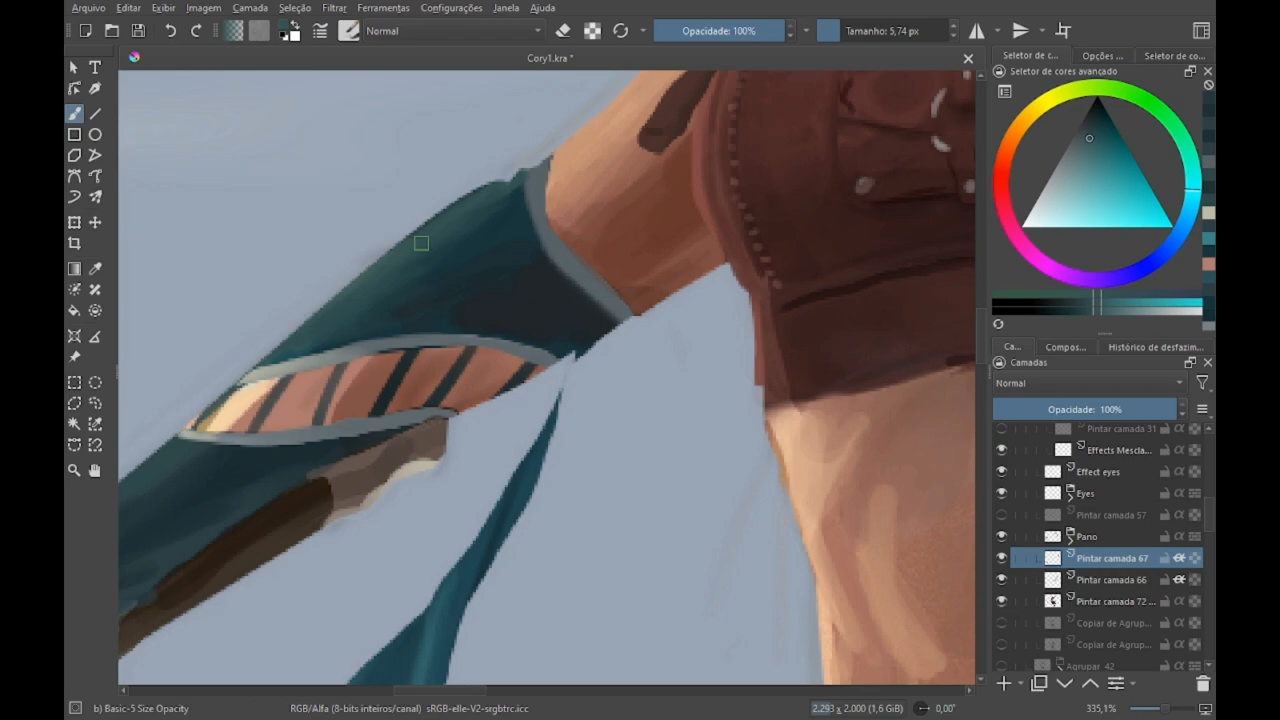 Arquivo Editar Exibir Imagem Camada Seleção Filtrar Ferramentas Configurações Janela Ajuda
Normal Opacidade: 100% Tamanho: 5,74 px
Cory1.kra *
Seletor de c... Opções ... Seletor de co...
Seletor de cores avançado
Ca... Compos... Histórico de desfazim...
Camadas
Normal
Opacidade: 100%
Pintar camada 31
Effects Mescla...
Effect eyes
Eyes
Pintar camada 57
Pano
Pintar camada 67
Pintar camada 66
Pintar camada 72 ...
Copiar de Agrup...
Copiar de Agrup...
Agrupar 42
b) Basic-5 Size Opacity RGB/Alfa (8-bits inteiros/canal) sRGB-elle-V2-srgbtrc.icc 2.293 x 2.000 (1,6 GiB) 0,00° 335,1%